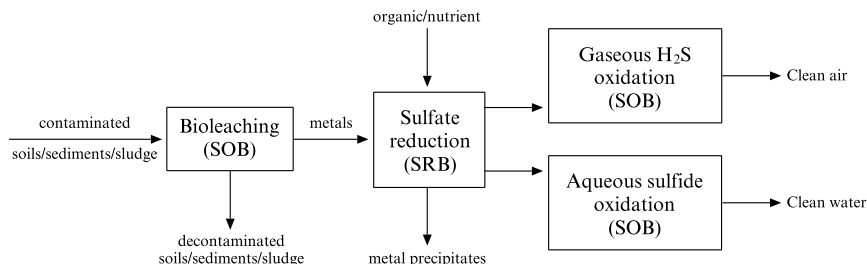 organic/nutrient
Gaseous H₂S
oxidation
(SOB)
Clean air
contaminated
soils/sediments/sludge
Bioleaching
(SOB)
metals
Sulfate
reduction
(SRB)
Aqueous sulfide
oxidation
(SOB)
Clean water
decontaminated
soils/sediments/sludge
metal precipitates